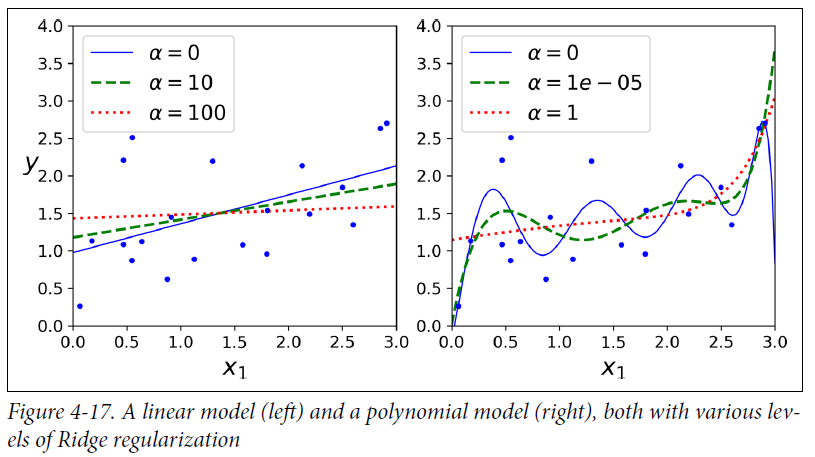 4.0
3.5
3.0
2.5
2.0
1.5
1.0
0.5
0.0
y
α = 0
α = 10
α = 100
0.0 0.5 1.0 1.5 2.0 2.5 3.0
x₁
4.0
3.5
3.0
2.5
2.0
1.5
1.0
0.5
0.0
α = 0
α = 1e − 05
α = 1
0.0 0.5 1.0 1.5 2.0 2.5 3.0
x₁
Figure 4-17. A linear model (left) and a polynomial model (right), both with various lev-
els of Ridge regularization